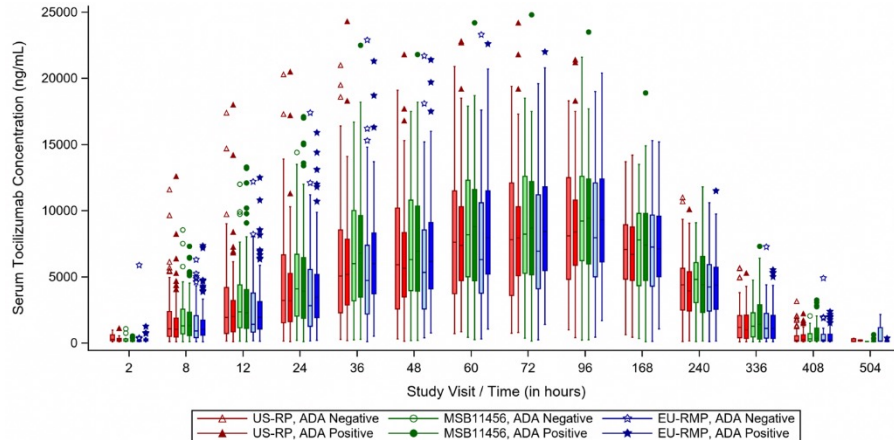 25000
20000
15000
10000
5000
0
Serum Tocilizumab Concentration (ng/mL)
2 8 12 24 36 48 60 72 96 168 240 336 408 504
Study Visit / Time (in hours)
US-RP, ADA Negative MSB11456, ADA Negative EU-RMP, ADA Negative
US-RP, ADA Positive MSB11456, ADA Positive EU-RMP, ADA Positive